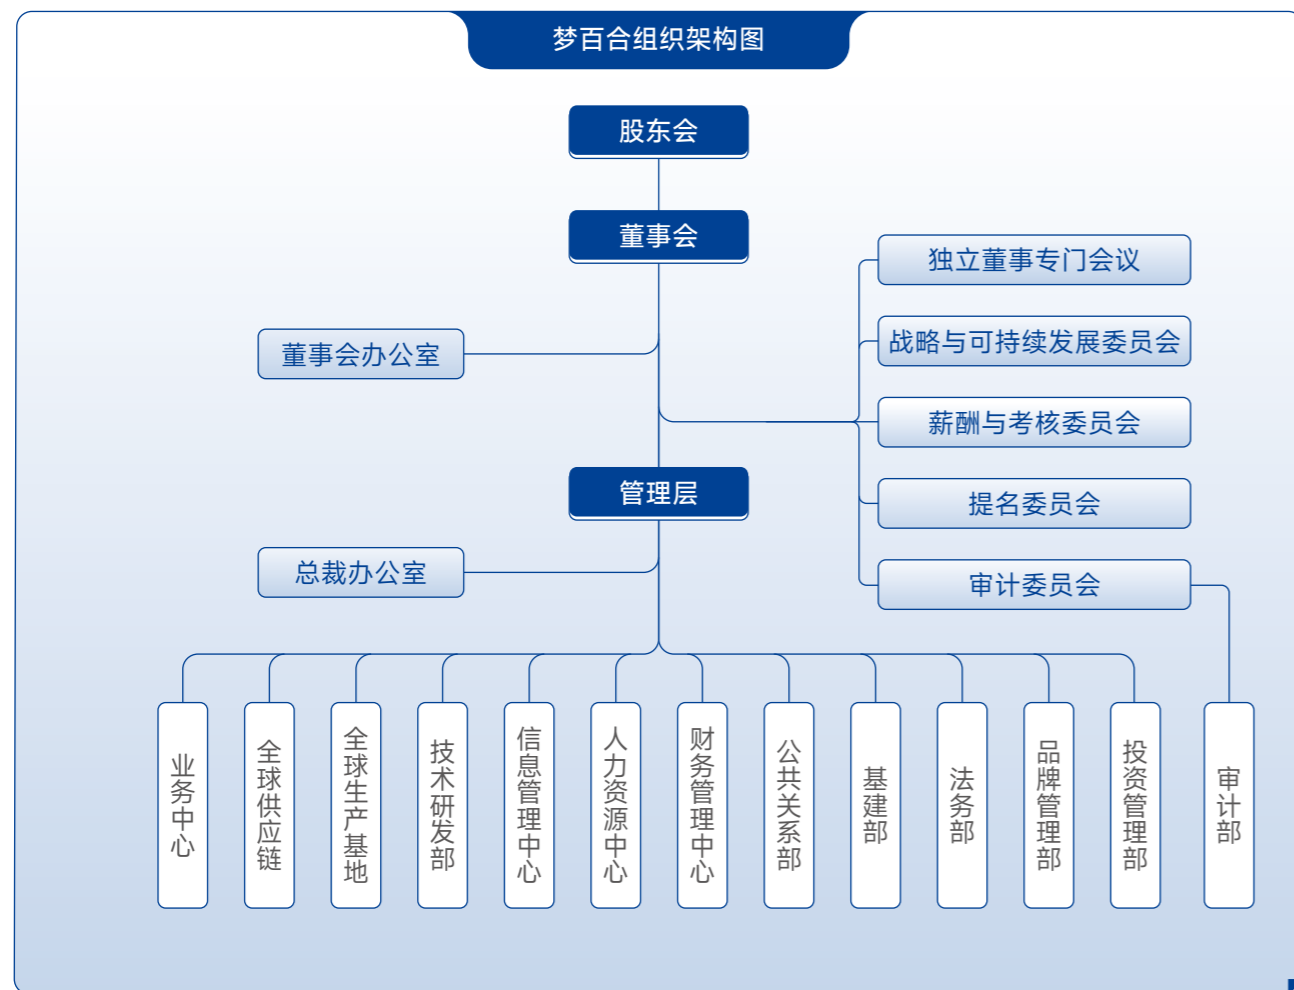 梦百合组织架构图
股东会
董事会
独立董事专门会议
战略与可持续发展委员会
董事会办公室
薪酬与考核委员会
管理层
提名委员会
总裁办公室
审计委员会
业务中心
全球供应链
全球生产基地
技术研发部
信息管理中心
人力资源中心
财务管理中心
公共关系部
基建部
法务部
品牌管理部
投资管理部
审计部